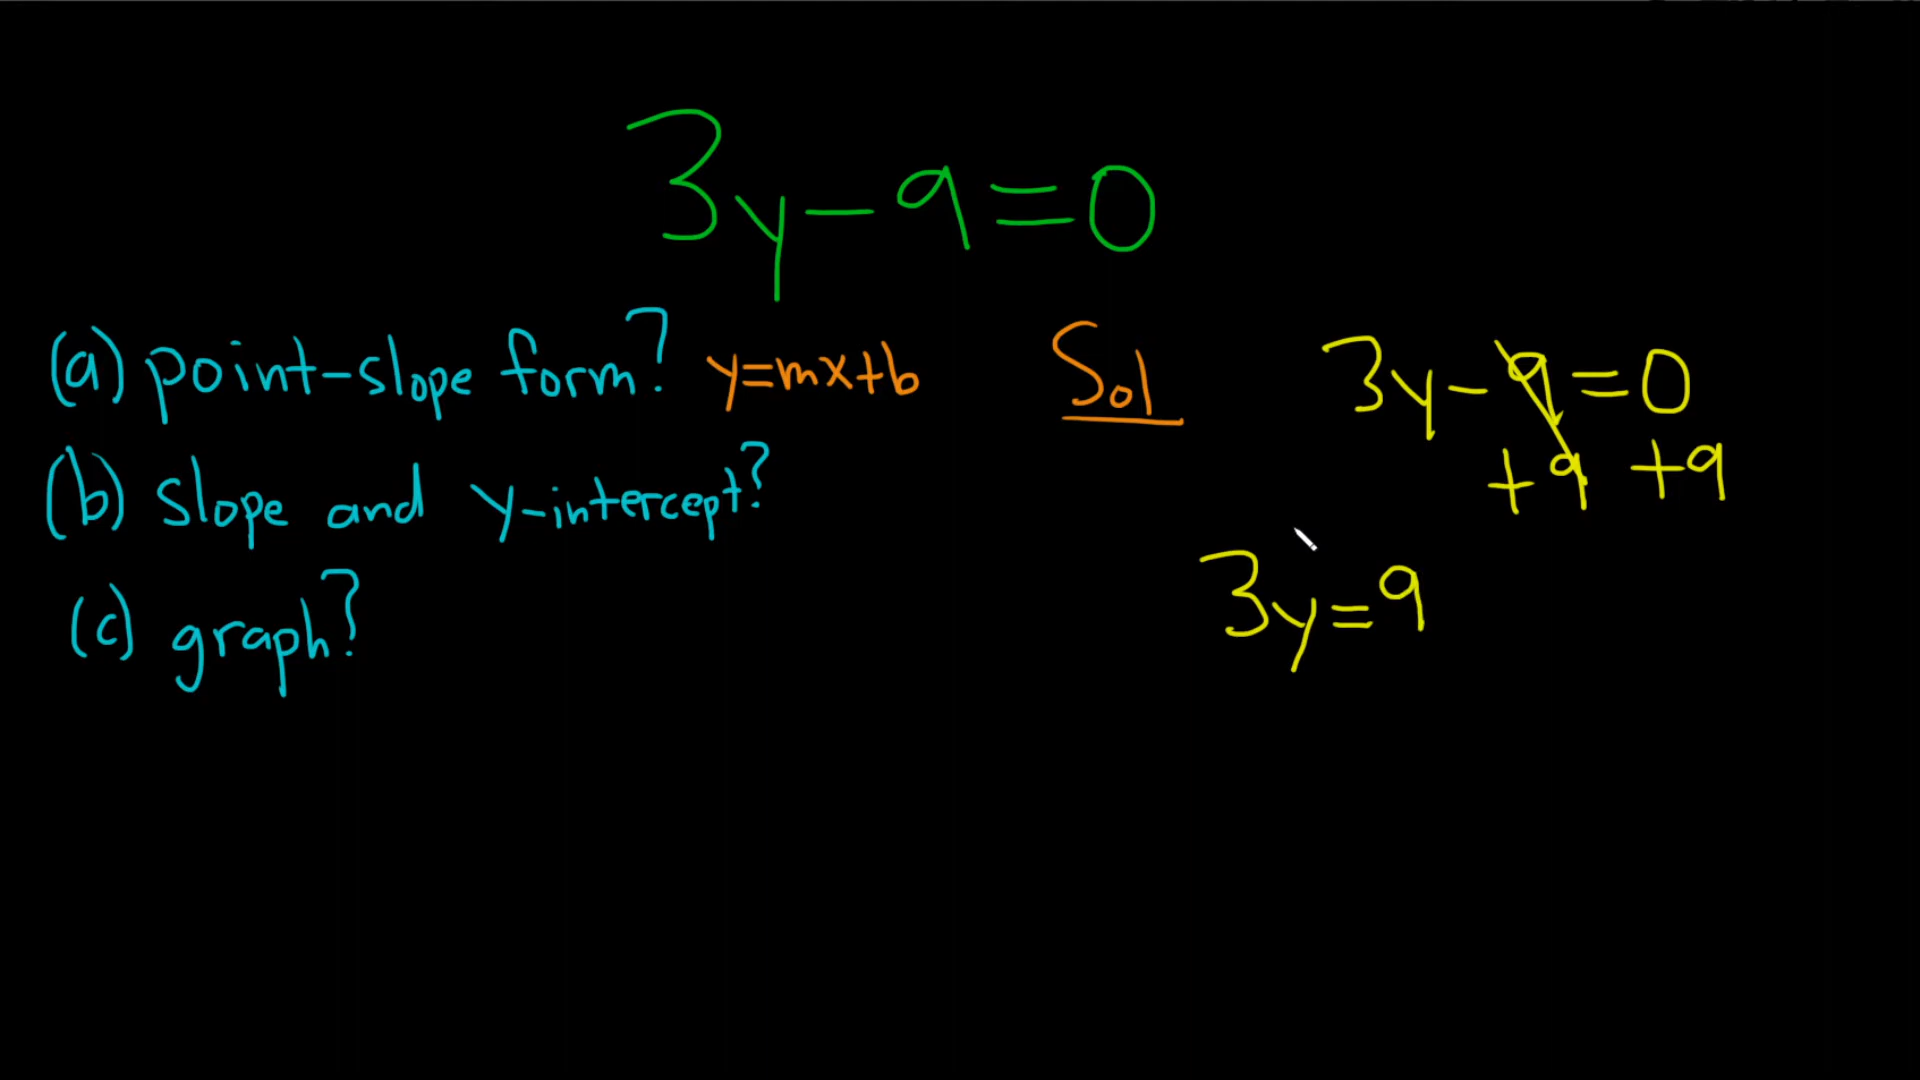 3y-9=0
(a) point-slope form? y=mx+b
(b) slope and y-intercept?
(c) graph?
Sol
3y-9=0
+9 +9
3y=9